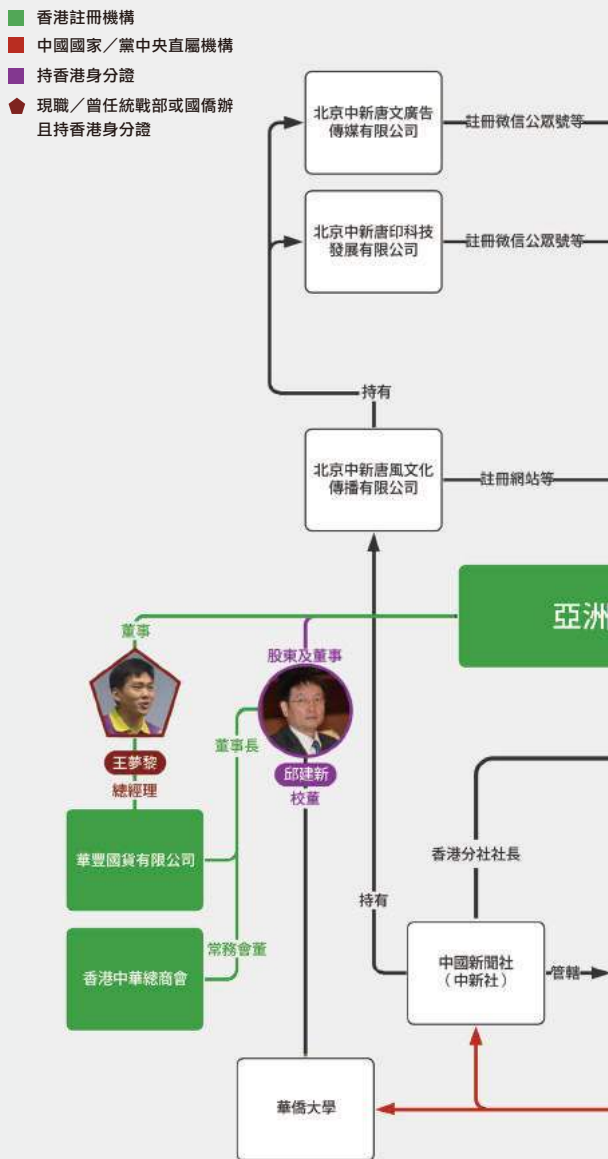 香港註冊機構
中國國家／黨中央直屬機構
持香港身分證
現職／曾任統戰部或國僑辦
且持香港身分證
北京中新唐文廣告
傳媒有限公司
註冊微信公眾號等
北京中新唐印科技
發展有限公司
註冊微信公眾號等
持有
北京中新唐風文化
傳播有限公司
註冊網站等
亞洲
董事
股東及董事
董事長
王夢黎
總經理
邱建新
校董
華豐國貨有限公司
香港分社社長
持有
常務會董
香港中華總商會
中國新聞社
（中新社）
管轄
華僑大學